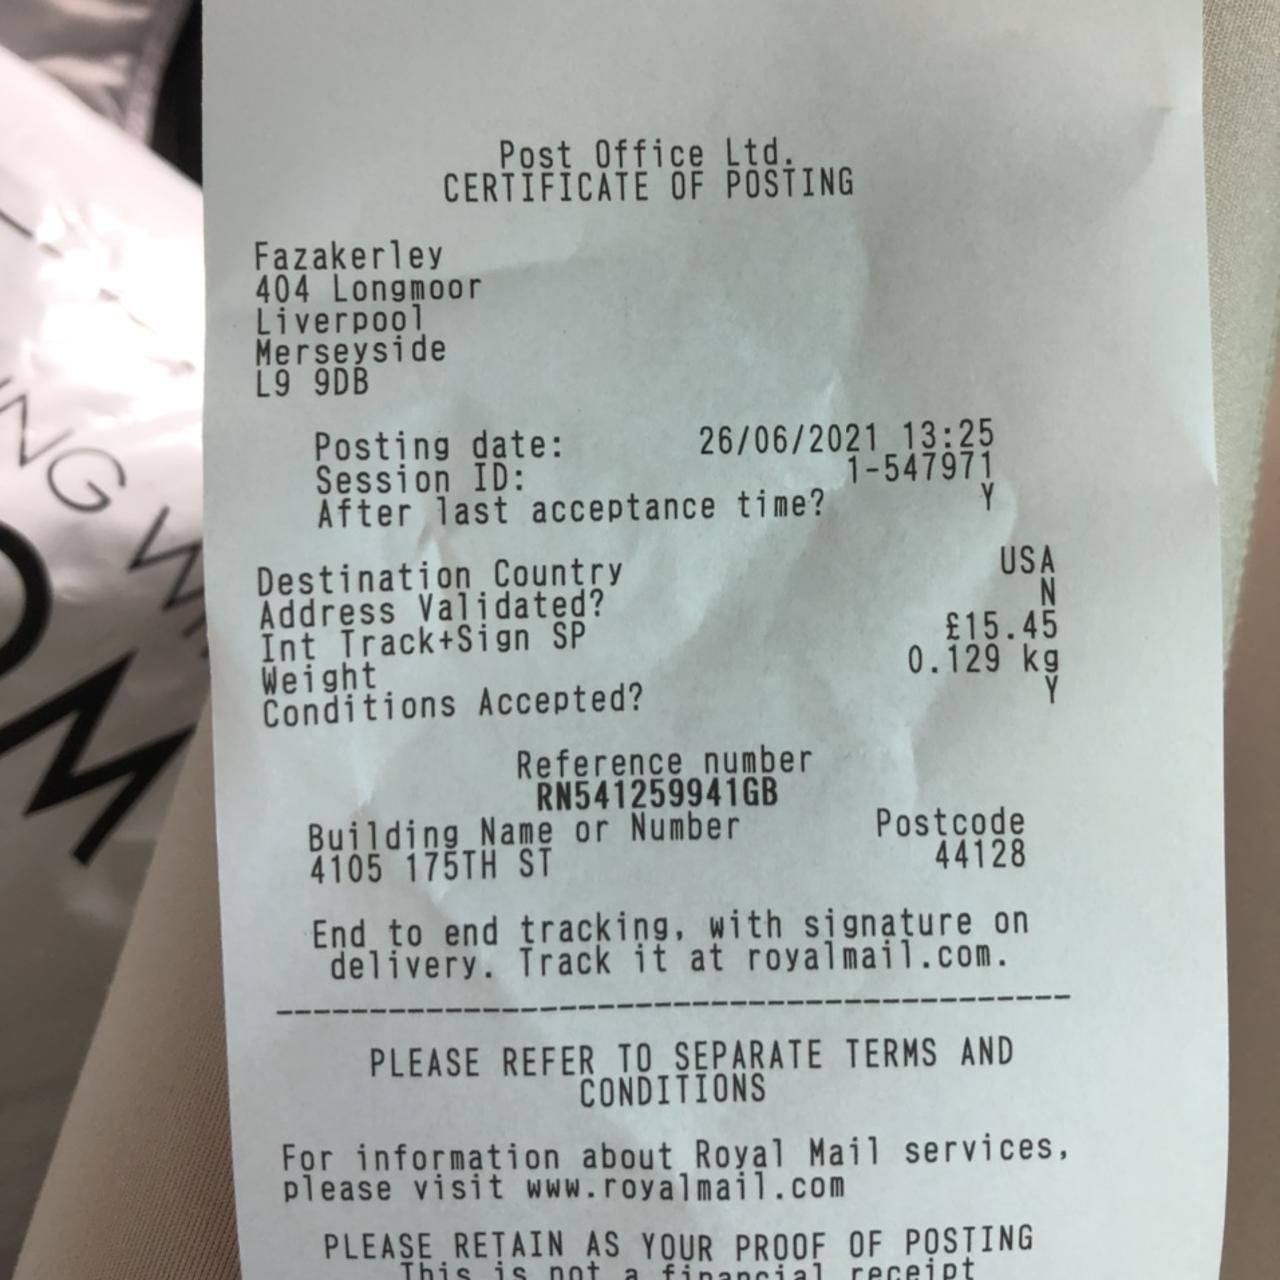 Post Office Ltd.
CERTIFICATE OF POSTING
Fazakerley
404 Longmoor
Liverpool
Merseyside
L9 9DB
Posting date: 26/06/2021 13:25
Session ID: 1-547971
After last acceptance time? Y
Destination Country USA
Address Validated? N
Int Track+Sign SP £15.45
Weight 0.129 kg
Conditions Accepted? Y
Reference number
RN541259941GB
Building Name or Number Postcode
4105 175TH ST 44128
End to end tracking, with signature on
delivery. Track it at royalmail.com.
----------------------------------------
PLEASE REFER TO SEPARATE TERMS AND
CONDITIONS
For information about Royal Mail services,
please visit www.royalmail.com
PLEASE RETAIN AS YOUR PROOF OF POSTING
This is not a financial receipt